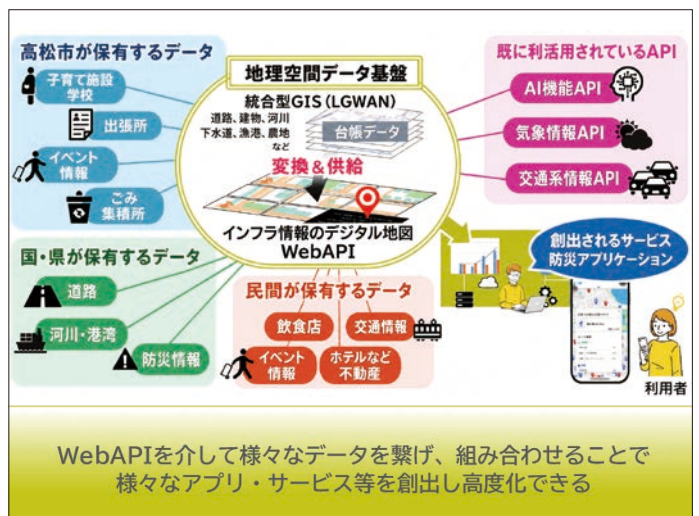 高松市が保有するデータ
子育て施設
学校
出張所
イベント
情報
ごみ
集積所
地理空間データ基盤
統合型GIS(LGWAN)
道路、建物、河川
下水道、漁港、農地
など
台帳データ
変換&供給
インフラ情報のデジタル地図
WebAPI
既に利活用されているAPI
AI機能API
気象情報API
交通系情報API
国・県が保有するデータ
道路
河川・港湾
防災情報
民間が保有するデータ
飲食店
交通情報
イベント
情報
ホテルなど
不動産
創出されるサービス
防災アプリケーション
利用者
WebAPIを介して様々なデータを繋げ、組み合わせることで
様々なアプリ・サービス等を創出し高度化できる